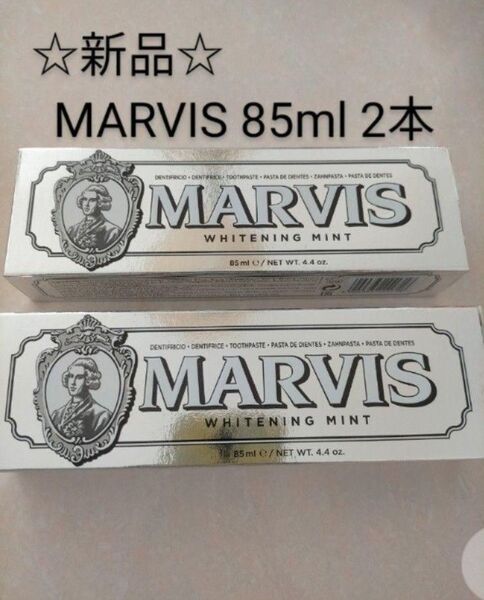 ☆新品☆
MARVIS 85ml 2本
DENTIFRICIO • DENTIFRICE • TOOTHPASTE • PASTA DE DIENTES • ZAHNPASTA • PASTA DE DENTES
MARVIS
WHITENING MINT
85 ml ℮ / NET WT. 4.4 oz.
DENTIFRICIO • DENTIFRICE • TOOTHPASTE • PASTA DE DIENTES • ZAHNPASTA • PASTA DE DENTES
MARVIS
WHITENING MINT
85 ml ℮ / NET WT. 4.4 oz.